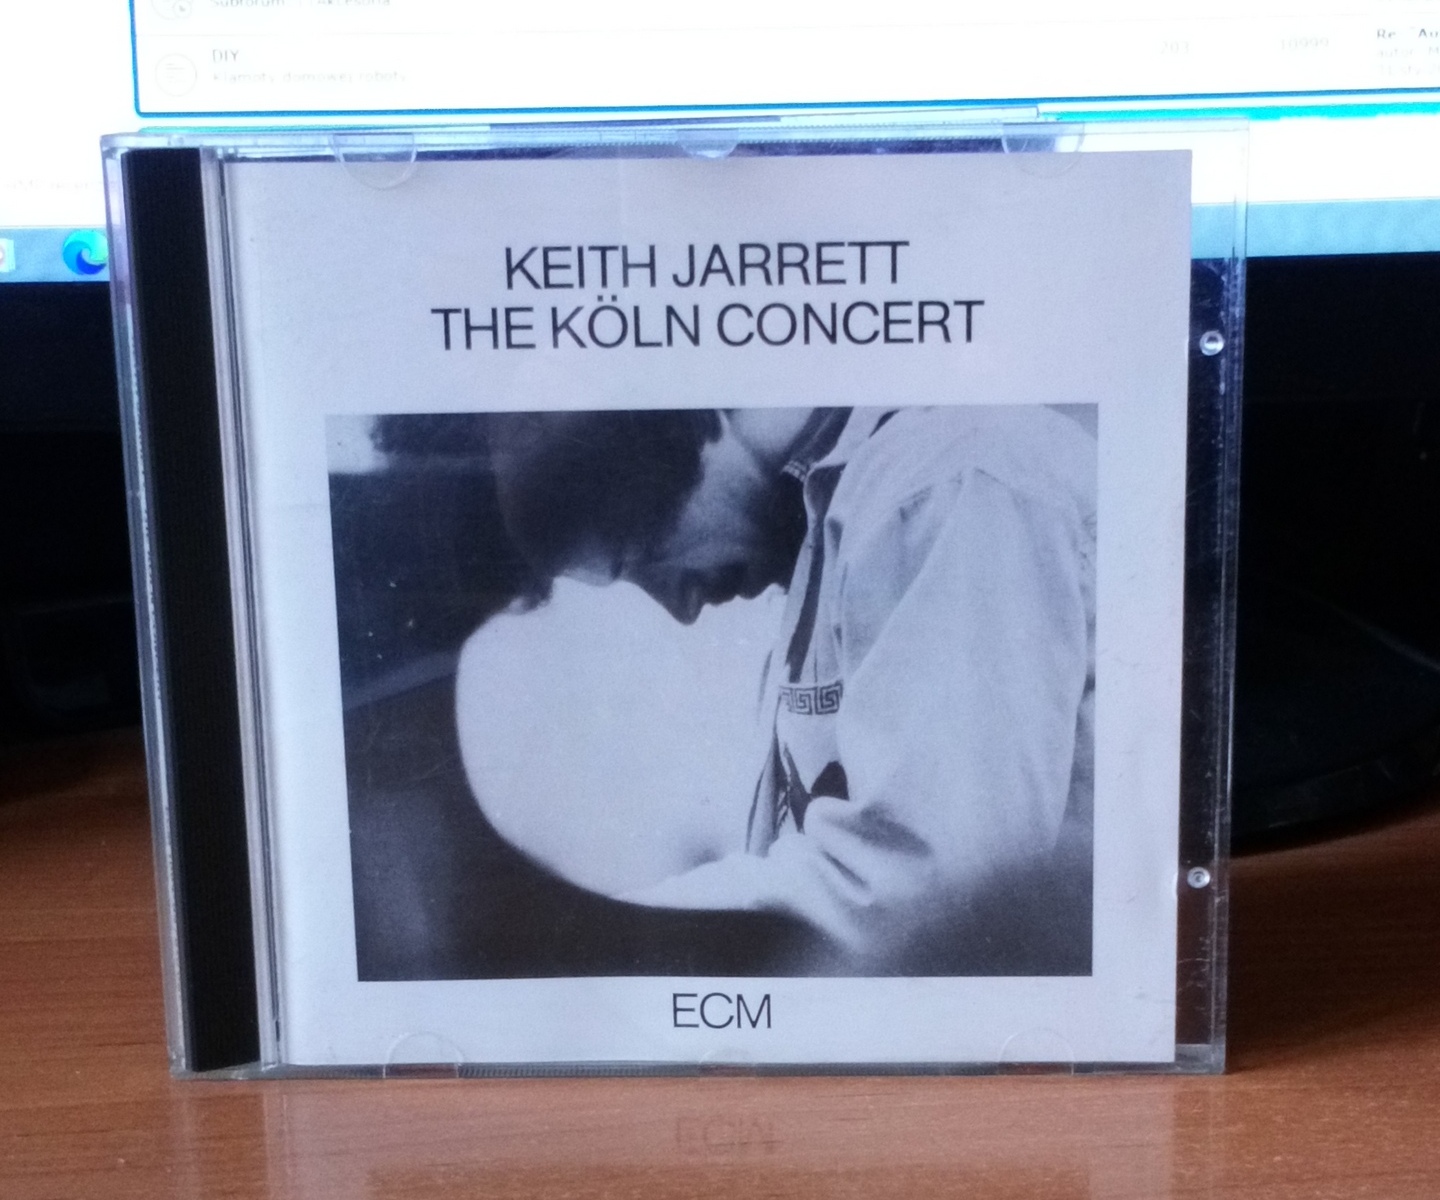 DIY
KEITH JARRETT
THE KÖLN CONCERT
ECM